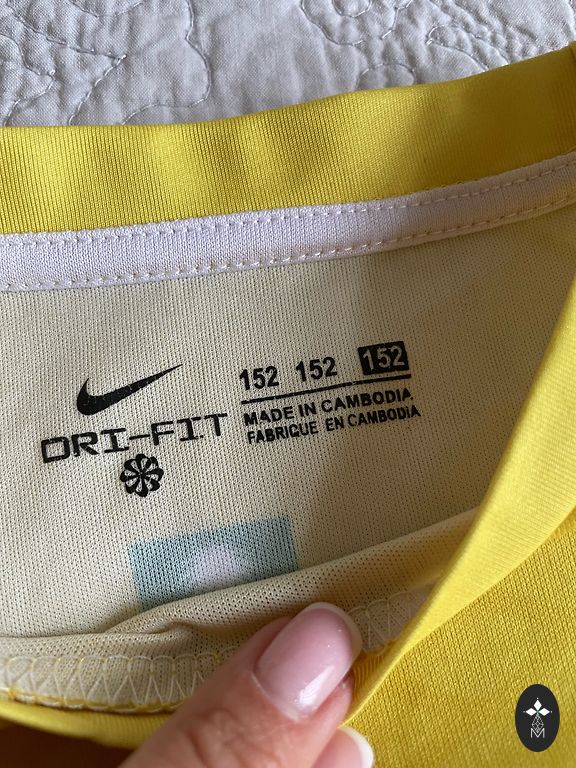 152 152 152
MADE IN CAMBODIA
FABRIQUE EN CAMBODIA
DRI-FIT